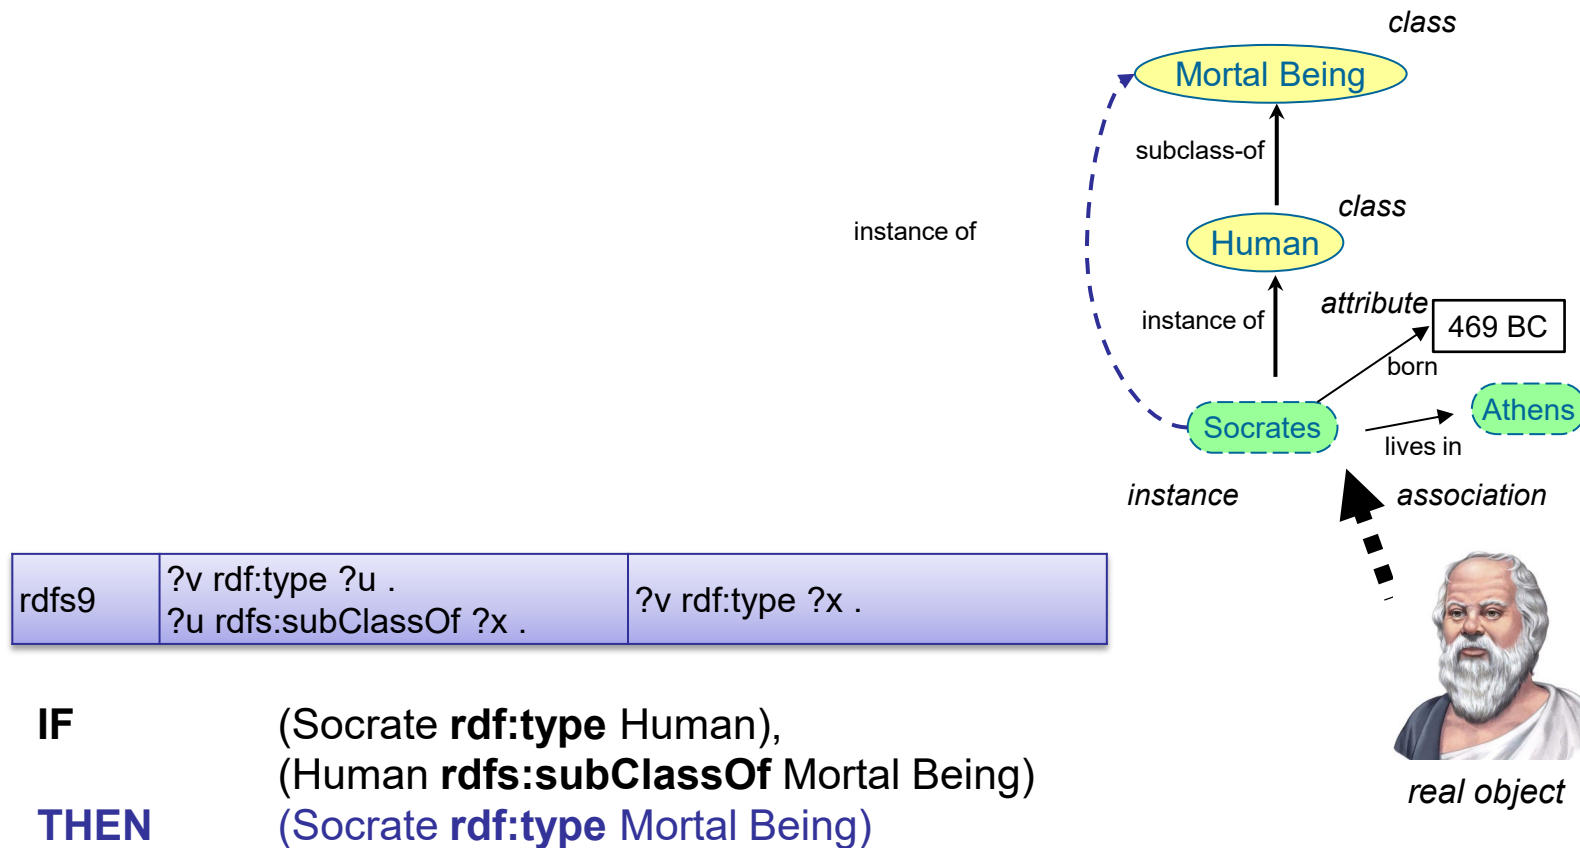 class
Mortal Being
subclass-of
class
instance of
Human
attribute
instance of
469 BC
born
Socrates
Athens
lives in
instance
association
rdfs9
?v rdf:type ?u .
?u rdfs:subClassOf ?x .
?v rdf:type ?x .
IF (Socrate rdf:type Human),
(Human rdfs:subClassOf Mortal Being)
THEN (Socrate rdf:type Mortal Being)
real object